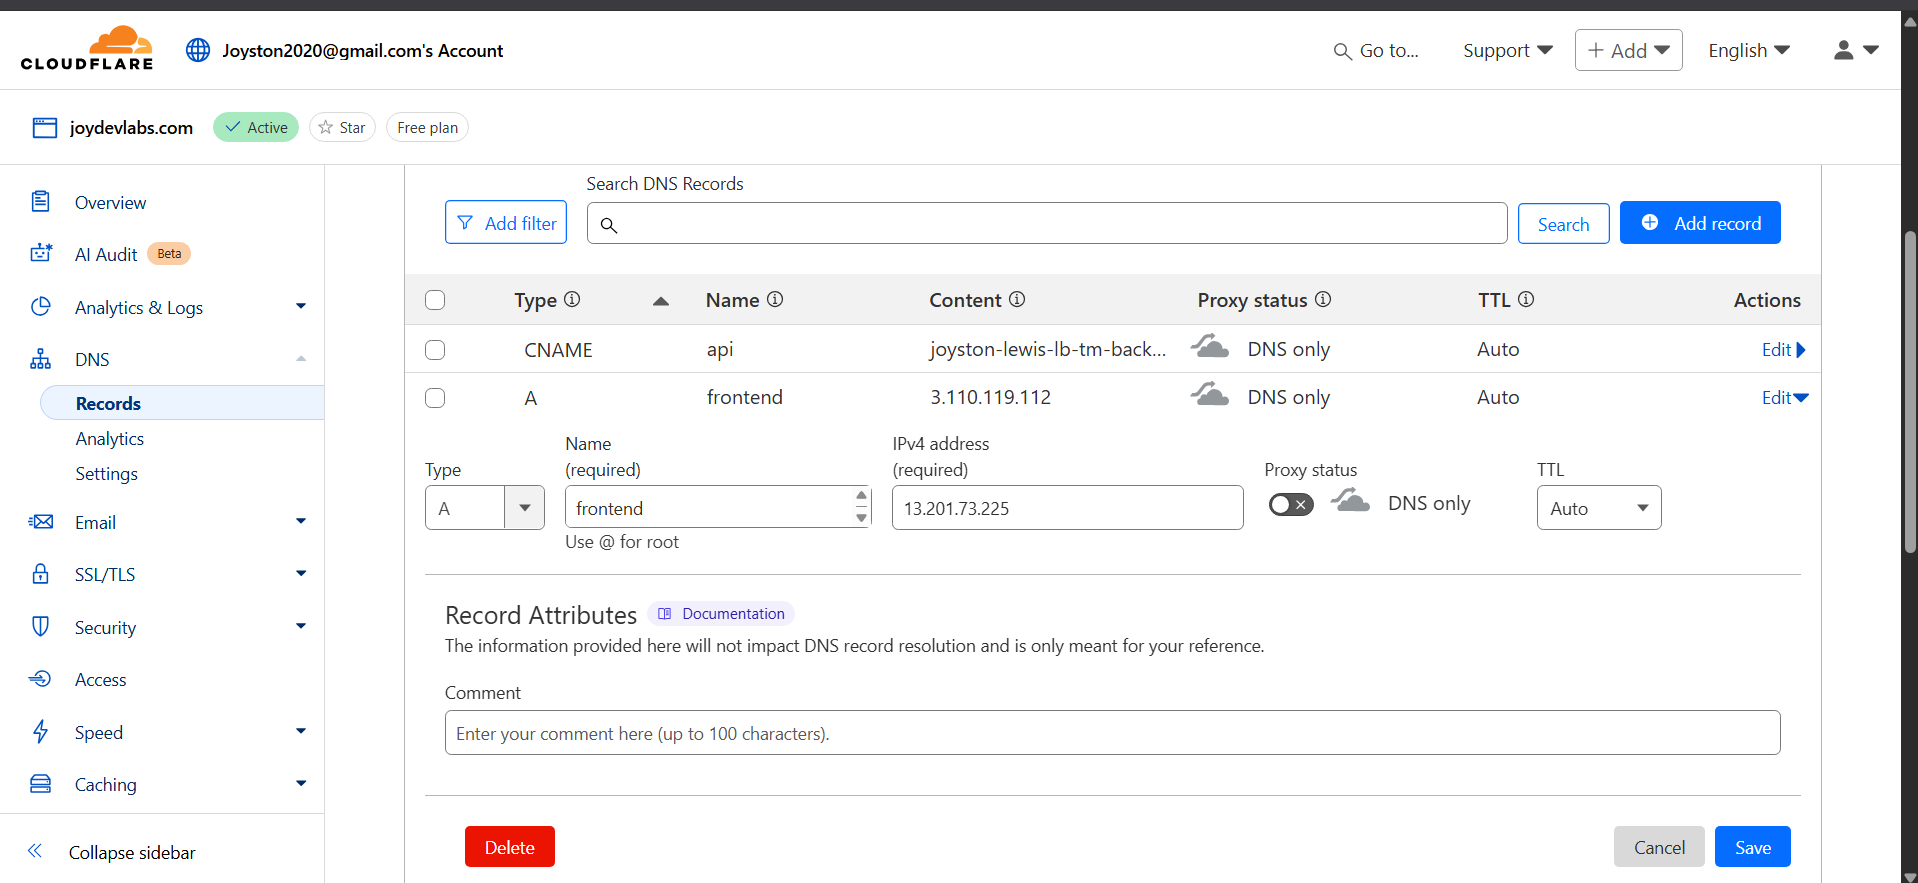 CLOUDFLARE
Joyston2020@gmail.com's Account
Go to...
Support
+ Add
English
joydevlabs.com
Active
Star
Free plan
Overview
AI Audit Beta
Analytics & Logs
DNS
Records
Analytics
Settings
Email
SSL/TLS
Security
Access
Speed
Caching
Collapse sidebar
Search DNS Records
Add filter
Search
Add record
Type Name Content Proxy status TTL Actions
CNAME api joyston-lewis-lb-tm-back... DNS only Auto Edit
A frontend 3.110.119.112 DNS only Auto Edit
Type
A
Name
(required)
frontend
Use @ for root
IPv4 address
(required)
13.201.73.225
Proxy status
DNS only
TTL
Auto
Record Attributes Documentation
The information provided here will not impact DNS record resolution and is only meant for your reference.
Comment
Enter your comment here (up to 100 characters).
Delete
Cancel
Save